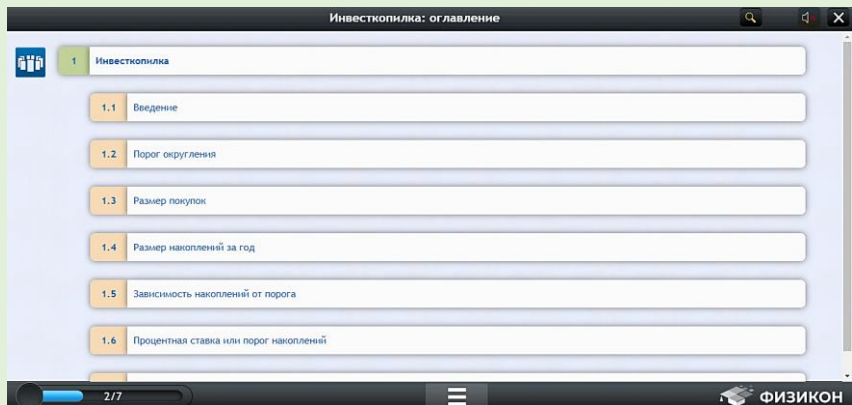 Инвесткопилка: оглавление
1 Инвесткопилка
1.1 Введение
1.2 Порог округления
1.3 Размер покупок
1.4 Размер накоплений за год
1.5 Зависимость накоплений от порога
1.6 Процентная ставка или порог накоплений
2/7
ФИЗИКОН